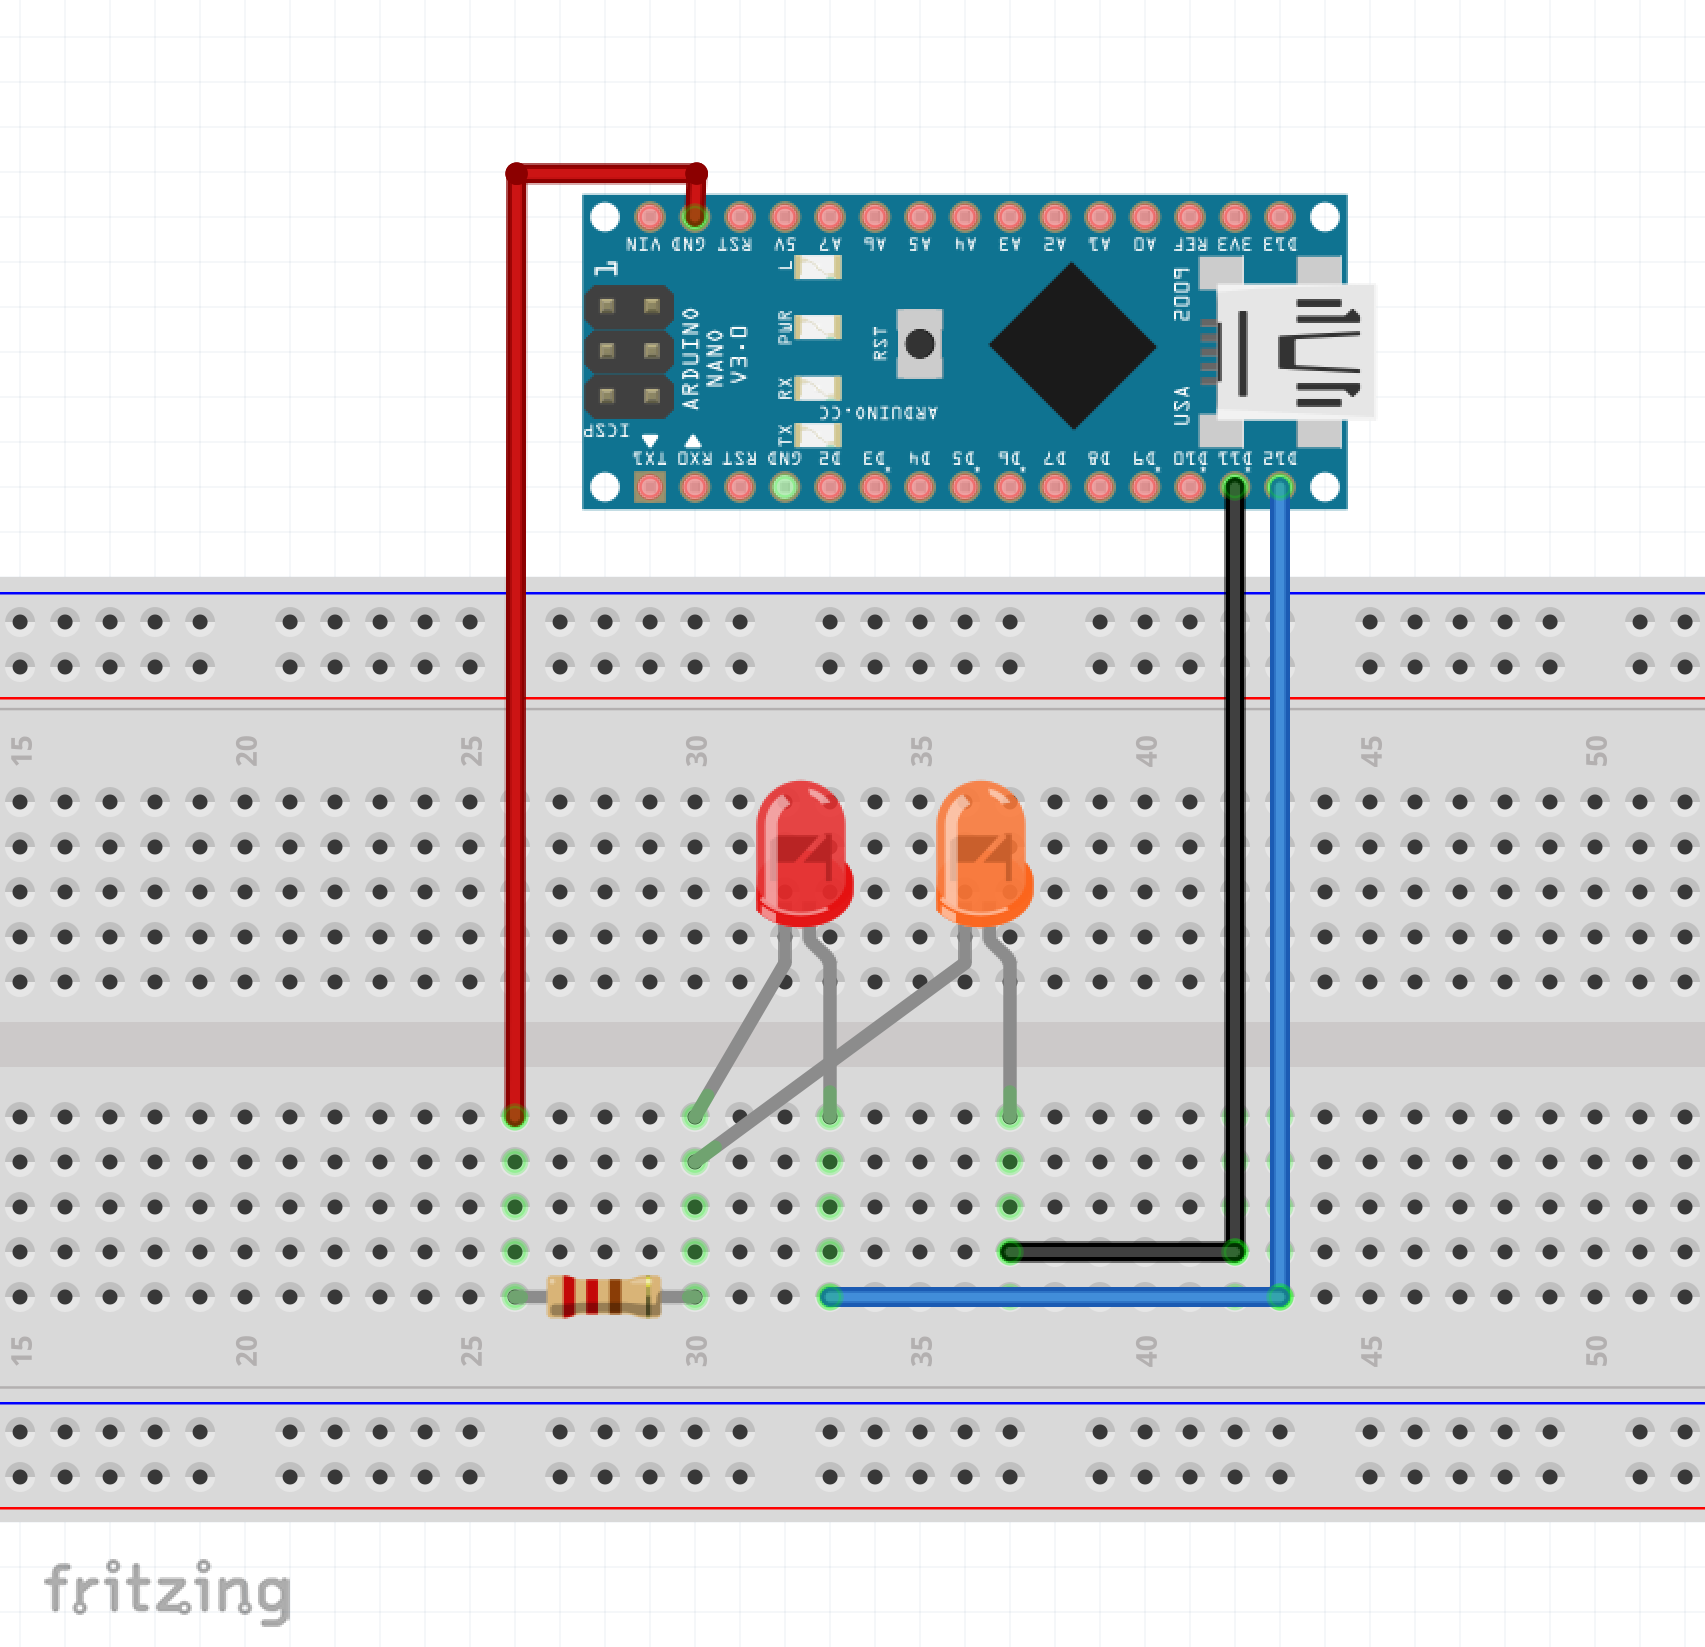 VIN GND RST 5V A7 A6 A5 A4 A3 A2 A1 A0 REF 3V3 D13
1
L
PWR
RX
TX
ARDUINO
NANO
V3.0
RST
ARDUINO.CC
2009
USA
ICSP
TX1 RX0 RST GND D2 D3 D4 D5 D6 D7 D8 D9 D10 D11 D12
15 20 25 30 35 40 45 50
15 20 25 30 35 40 45 50
fritzing